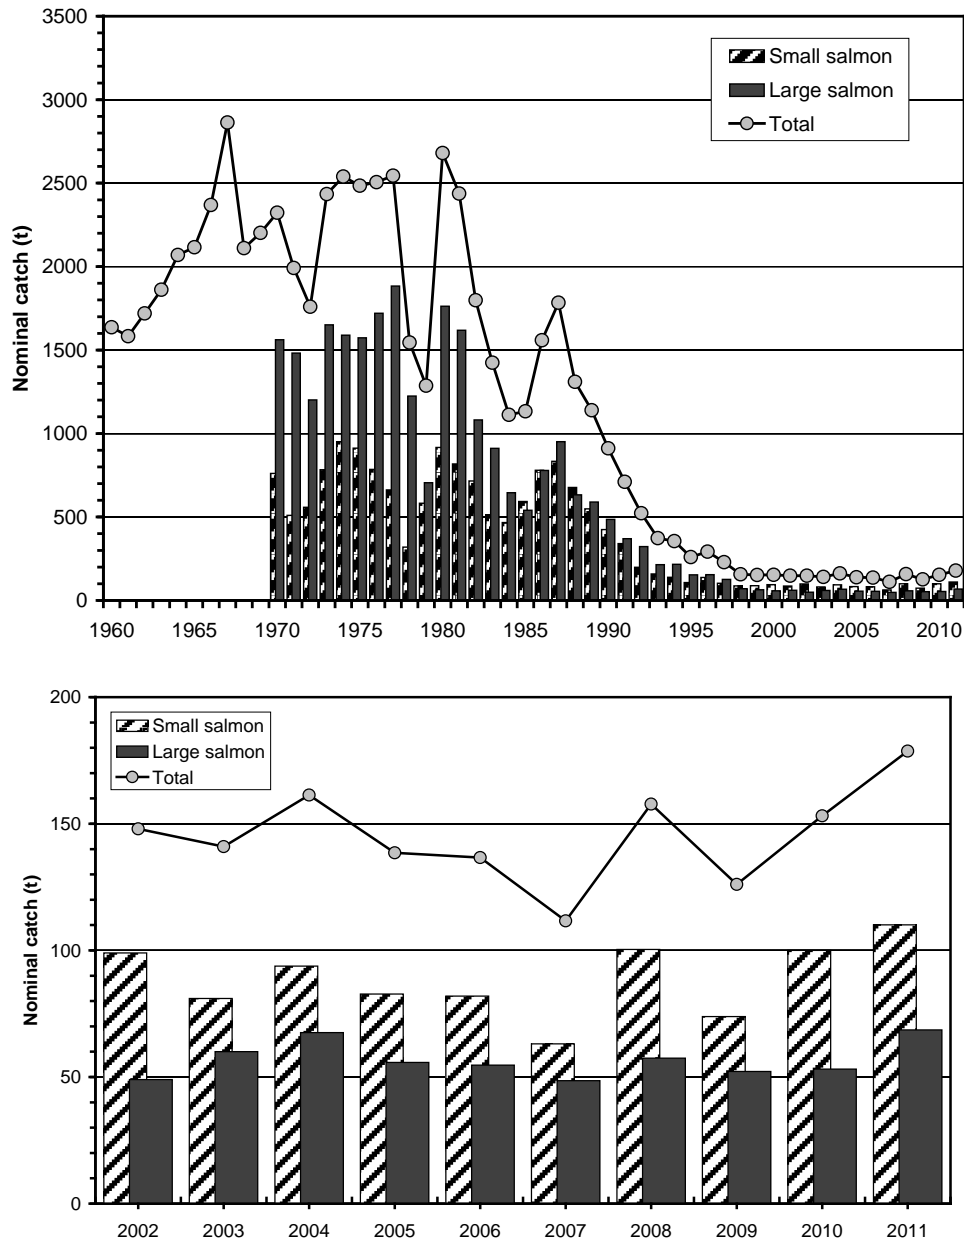 3500
3000
2500
2000
1500
1000
500
0
Nominal catch (t)
Small salmon
Large salmon
Total
1960 1965 1970 1975 1980 1985 1990 1995 2000 2005 2010
200
150
100
50
0
Nominal catch (t)
Small salmon
Large salmon
Total
2002 2003 2004 2005 2006 2007 2008 2009 2010 2011